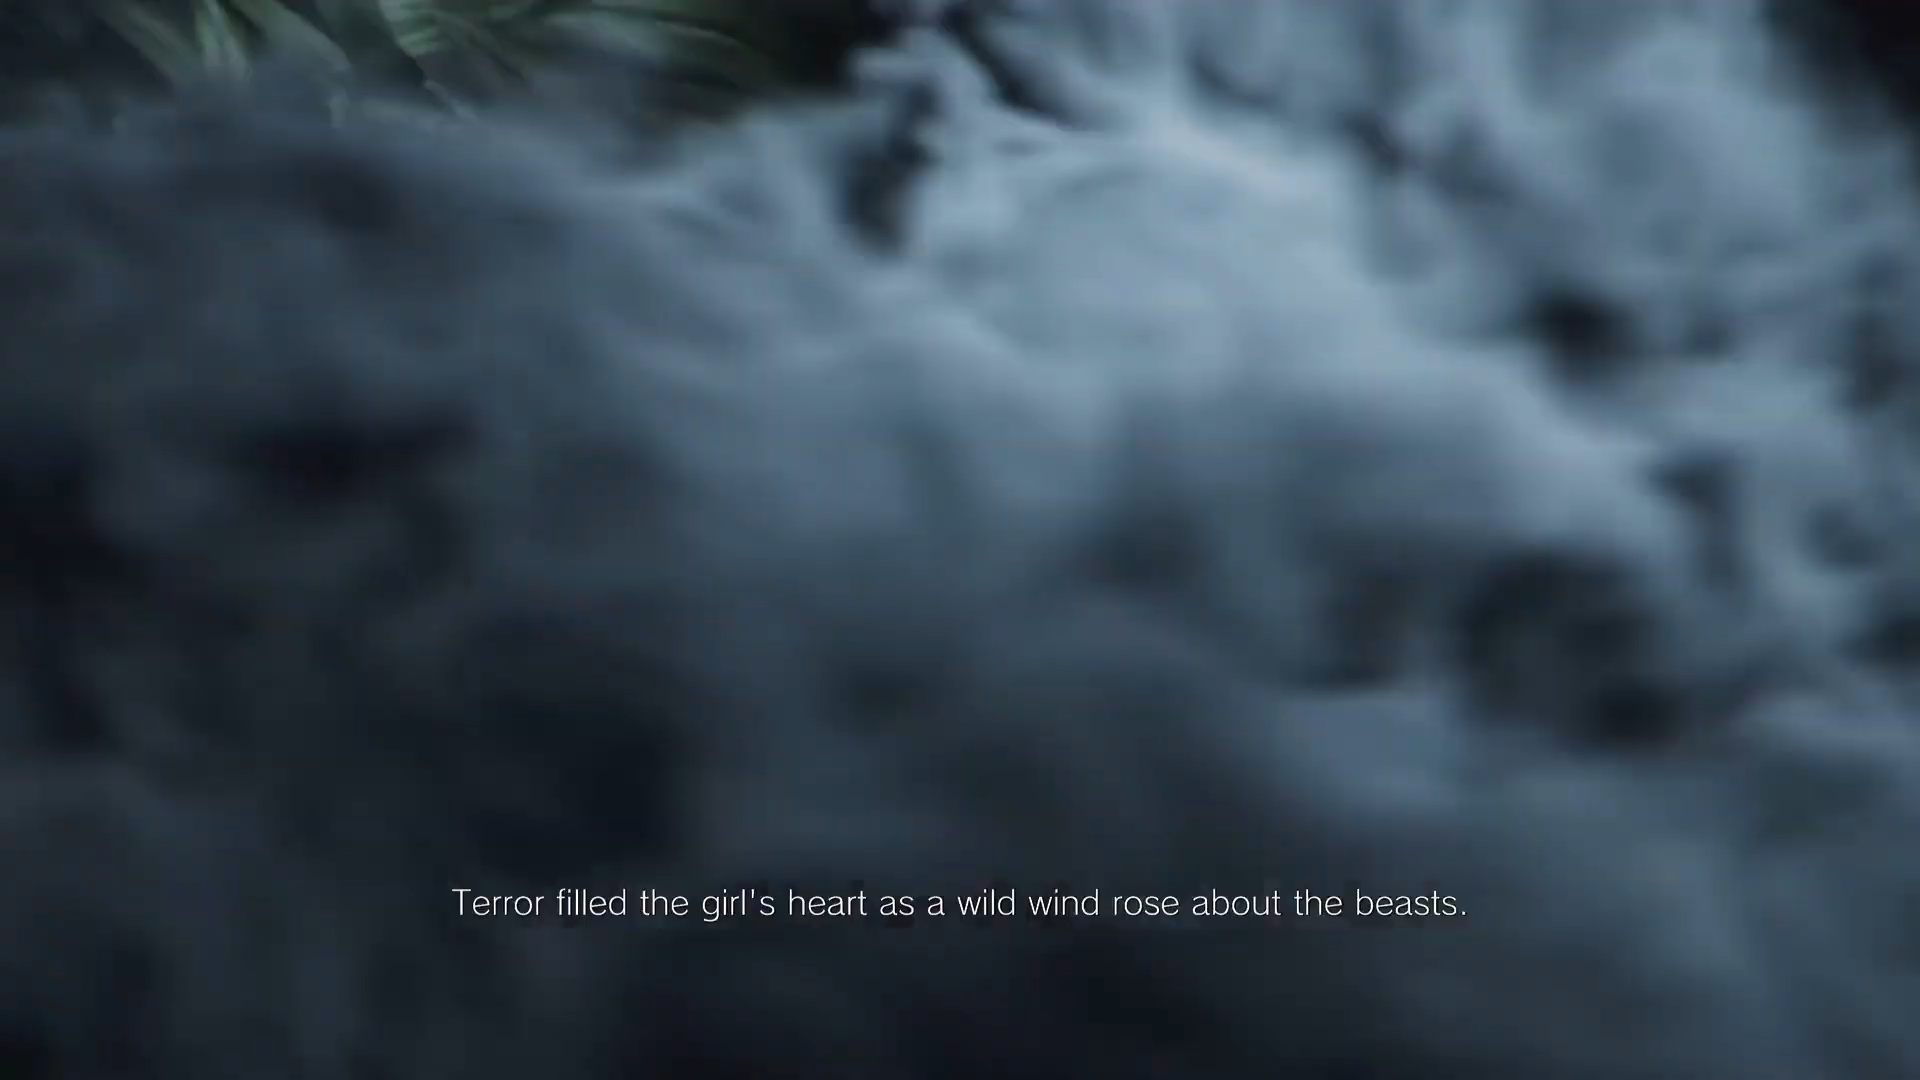 Terror filled the girl's heart as a wild wind rose about the beasts.